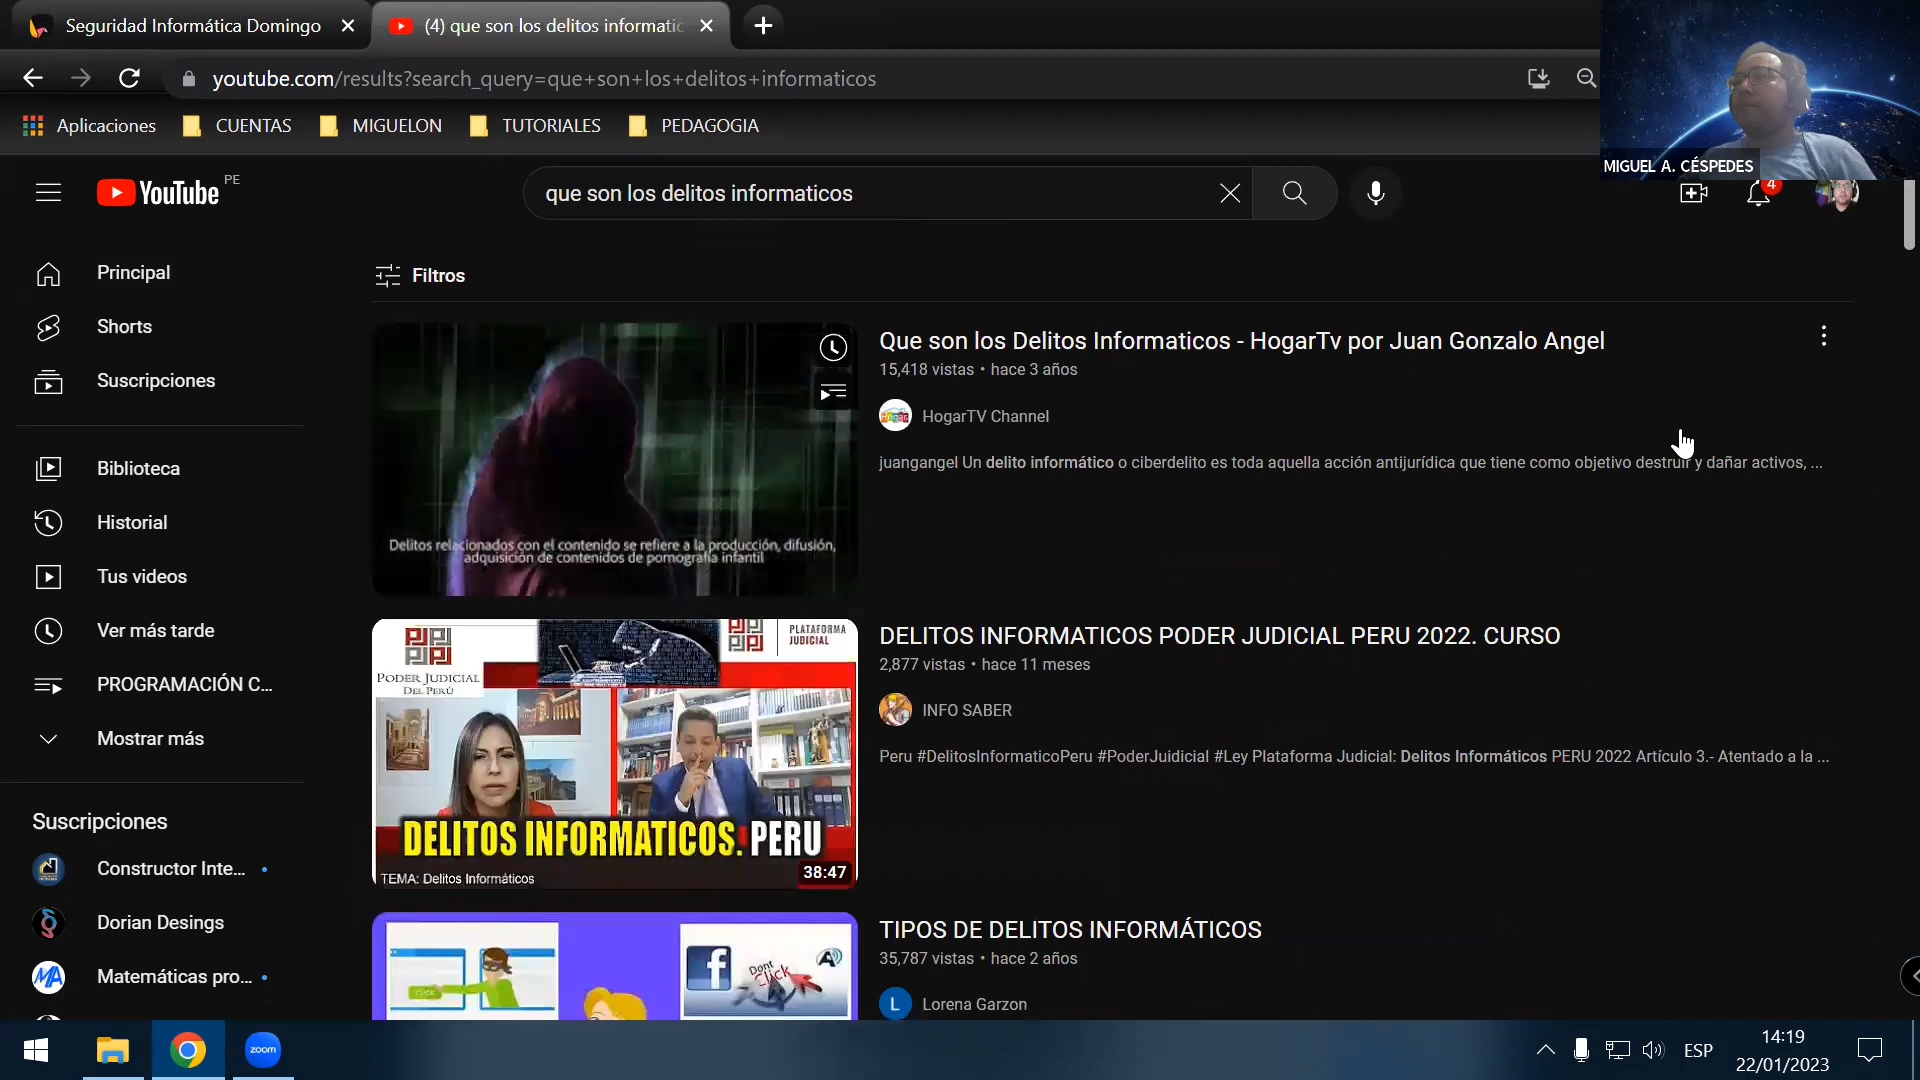 Seguridad Informática Domingo
(4) que son los delitos informatic
youtube.com/results?search_query=que+son+los+delitos+informaticos
Aplicaciones
CUENTAS
MIGUELON
TUTORIALES
PEDAGOGIA
MIGUEL A. CÉSPEDES
YouTube PE
que son los delitos informaticos
4
Principal
Shorts
Suscripciones
Biblioteca
Historial
Tus videos
Ver más tarde
PROGRAMACIÓN C...
Mostrar más
Suscripciones
Constructor Inte...
Dorian Desings
Matemáticas pro...
Filtros
Delitos relacionados con el contenido se refiere a la producción, difusión,
adquisición de contenidos de pornografía infantil
Que son los Delitos Informaticos - HogarTv por Juan Gonzalo Angel
15,418 vistas • hace 3 años
HogarTV Channel
juangangel Un delito informático o ciberdelito es toda aquella acción antijurídica que tiene como objetivo destruir y dañar activos, ...
PODER JUDICIAL
DEL PERÚ
PLATAFORMA
JUDICIAL
DELITOS INFORMATICOS. PERU
TEMA: Delitos Informáticos
38:47
DELITOS INFORMATICOS PODER JUDICIAL PERU 2022. CURSO
2,877 vistas • hace 11 meses
INFO SABER
Peru #DelitosInformaticoPeru #PoderJuidicial #Ley Plataforma Judicial: Delitos Informáticos PERU 2022 Artículo 3.- Atentado a la ...
CLICK
f
Dont
Click
TIPOS DE DELITOS INFORMÁTICOS
35,787 vistas • hace 2 años
L
Lorena Garzon
zoom
ESP
14:19
22/01/2023